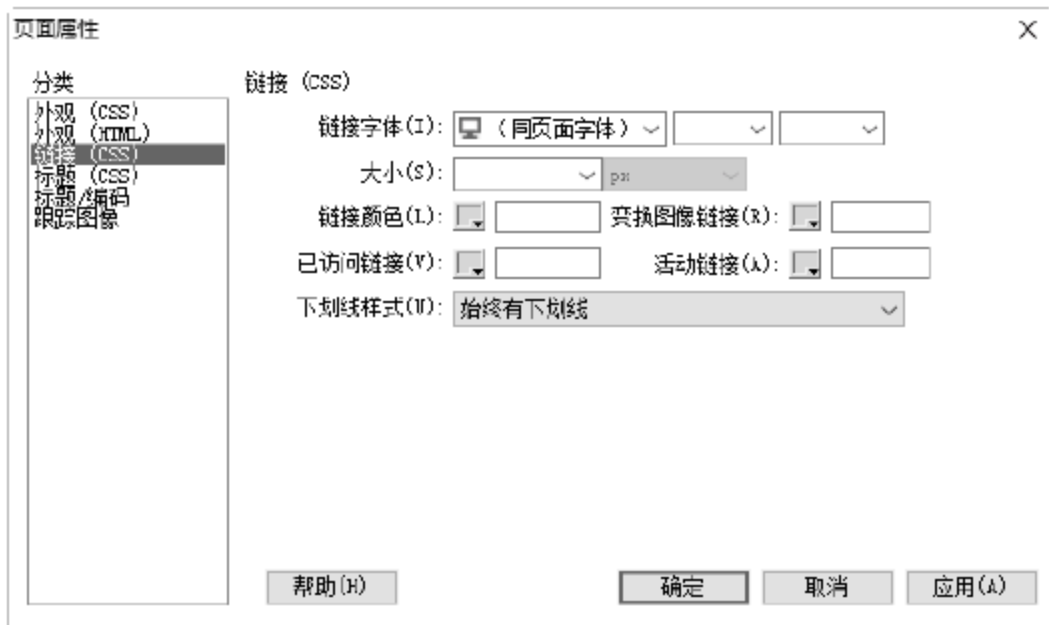 页面属性
分类
外观 (CSS)
外观 (HTML)
链接 (CSS)
标题 (CSS)
标题/编码
跟踪图像
链接 (CSS)
链接字体(I): (同页面字体)
大小(S): px
链接颜色(L): 变换图像链接(R):
已访问链接(V): 活动链接(A):
下划线样式(U): 始终有下划线
帮助(H) 确定 取消 应用(A)